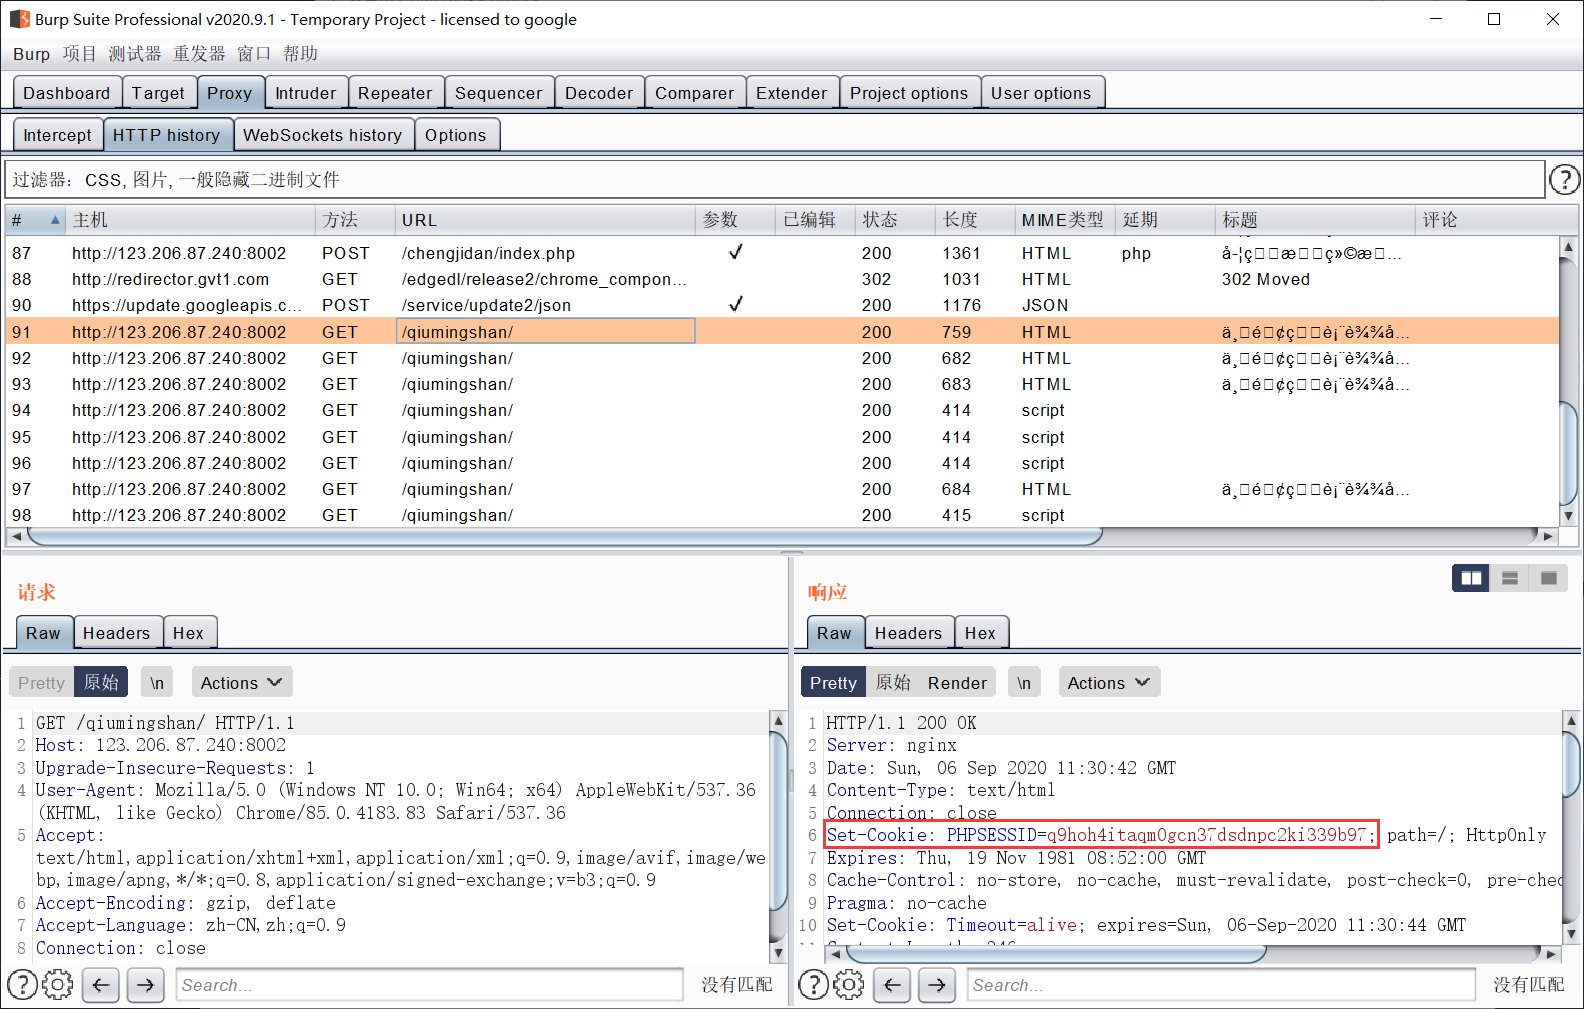 Burp Suite Professional v2020.9.1 - Temporary Project - licensed to google
Burp 项目 测试器 重发器 窗口 帮助
Dashboard Target Proxy Intruder Repeater Sequencer Decoder Comparer Extender Project options User options
Intercept HTTP history WebSockets history Options
过滤器：CSS, 图片, 一般隐藏二进制文件
# 主机 方法 URL 参数 已编辑 状态 长度 MIME类型 延期 标题 评论
87 http://123.206.87.240:8002 POST /chengjidan/index.php ✓ 200 1361 HTML php
88 http://redirector.gvt1.com GET /edgedl/release2/chrome_compon... 302 1031 HTML 302 Moved
90 https://update.googleapis.c... POST /service/update2/json ✓ 200 1176 JSON
91 http://123.206.87.240:8002 GET /qiumingshan/ 200 759 HTML
92 http://123.206.87.240:8002 GET /qiumingshan/ 200 682 HTML
93 http://123.206.87.240:8002 GET /qiumingshan/ 200 683 HTML
94 http://123.206.87.240:8002 GET /qiumingshan/ 200 414 script
95 http://123.206.87.240:8002 GET /qiumingshan/ 200 414 script
96 http://123.206.87.240:8002 GET /qiumingshan/ 200 414 script
97 http://123.206.87.240:8002 GET /qiumingshan/ 200 684 HTML
98 http://123.206.87.240:8002 GET /qiumingshan/ 200 415 script
请求
Raw Headers Hex
Pretty 原始 \n Actions
1 GET /qiumingshan/ HTTP/1.1
2 Host: 123.206.87.240:8002
3 Upgrade-Insecure-Requests: 1
4 User-Agent: Mozilla/5.0 (Windows NT 10.0; Win64; x64) AppleWebKit/537.36
(KHTML, like Gecko) Chrome/85.0.4183.83 Safari/537.36
5 Accept:
text/html,application/xhtml+xml,application/xml;q=0.9,image/avif,image/we
bp,image/apng,*/*;q=0.8,application/signed-exchange;v=b3;q=0.9
6 Accept-Encoding: gzip, deflate
7 Accept-Language: zh-CN,zh;q=0.9
8 Connection: close
Search... 没有匹配
响应
Raw Headers Hex
Pretty 原始 Render \n Actions
1 HTTP/1.1 200 OK
2 Server: nginx
3 Date: Sun, 06 Sep 2020 11:30:42 GMT
4 Content-Type: text/html
5 Connection: close
6 Set-Cookie: PHPSESSID=q9hoh4itaqm0gcn37dsdnpc2ki339b97; path=/; HttpOnly
7 Expires: Thu, 19 Nov 1981 08:52:00 GMT
8 Cache-Control: no-store, no-cache, must-revalidate, post-check=0, pre-chec
9 Pragma: no-cache
10 Set-Cookie: Timeout=alive; expires=Sun, 06-Sep-2020 11:30:44 GMT
Search... 没有匹配